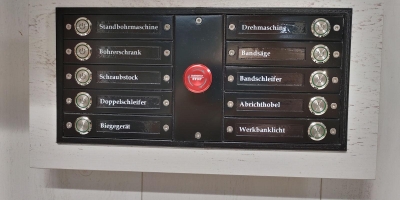 Standbohrmaschine
Bohrerschrank
Schraubstock
Doppelschleifer
Biegegerät
Drehmaschine
Bandsäge
Bandschleifer
Abrichthobel
Werkbanklicht